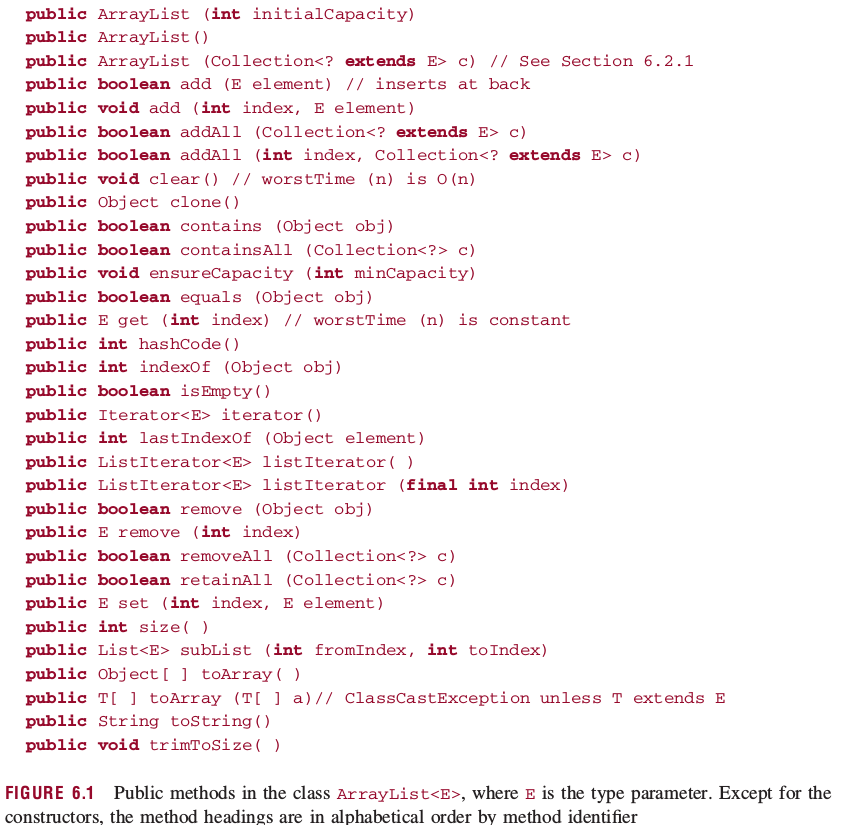 public ArrayList (int initialCapacity)
public ArrayList()
public ArrayList (Collection<? extends E> c) // See Section 6.2.1
public boolean add (E element) // inserts at back
public void add (int index, E element)
public boolean addAll (Collection<? extends E> c)
public boolean addAll (int index, Collection<? extends E> c)
public void clear() // worstTime (n) is O(n)
public Object clone()
public boolean contains (Object obj)
public boolean containsAll (Collection<?> c)
public void ensureCapacity (int minCapacity)
public boolean equals (Object obj)
public E get (int index) // worstTime (n) is constant
public int hashCode()
public int indexOf (Object obj)
public boolean isEmpty()
public Iterator<E> iterator()
public int lastIndexOf (Object element)
public ListIterator<E> listIterator( )
public ListIterator<E> listIterator (final int index)
public boolean remove (Object obj)
public E remove (int index)
public boolean removeAll (Collection<?> c)
public boolean retainAll (Collection<?> c)
public E set (int index, E element)
public int size( )
public List<E> subList (int fromIndex, int toIndex)
public Object[ ] toArray( )
public T[ ] toArray (T[ ] a)// ClassCastException unless T extends E
public String toString()
public void trimToSize( )
FIGURE 6.1 Public methods in the class ArrayList<E>, where E is the type parameter. Except for the
constructors, the method headings are in alphabetical order by method identifier